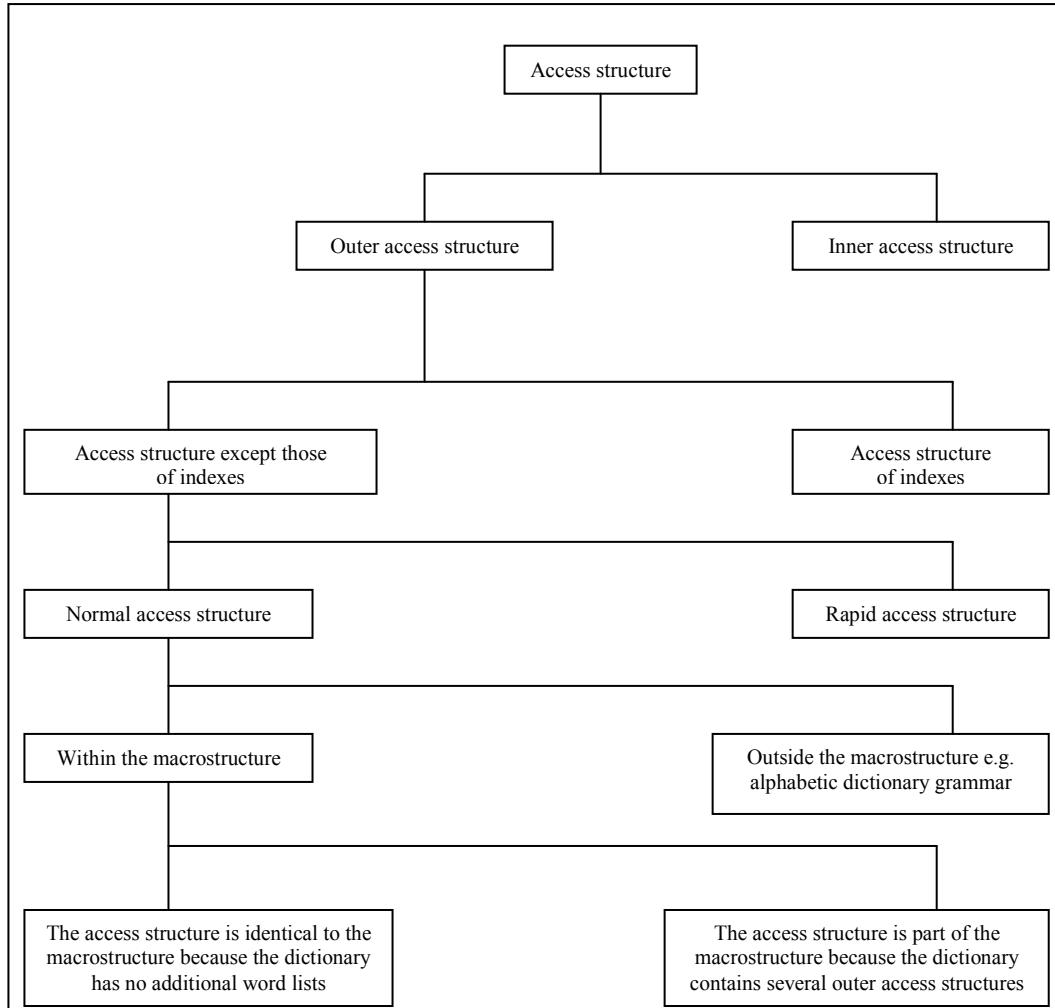 Access structure
Outer access structure
Inner access structure
Access structure except those
of indexes
Access structure
of indexes
Normal access structure
Rapid access structure
Within the macrostructure
Outside the macrostructure e.g.
alphabetic dictionary grammar
The access structure is identical to the
macrostructure because the dictionary
has no additional word lists
The access structure is part of the
macrostructure because the dictionary
contains several outer access structures